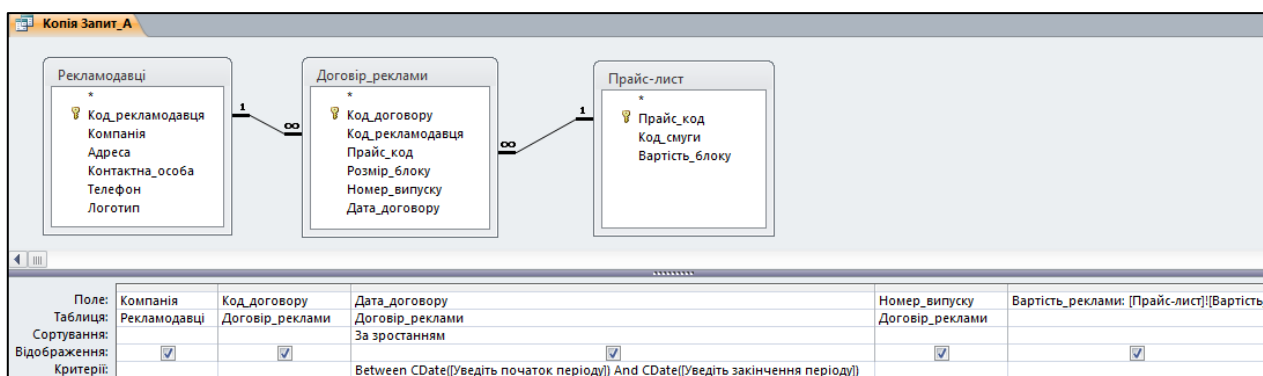 Копія Запит_А
Рекламодавці
*
Код_рекламодавця
Компанія
Адреса
Контактна_особа
Телефон
Логотип
1
∞
Договір_реклами
*
Код_договору
Код_рекламодавця
Прайс_код
Розмір_блоку
Номер_випуску
Дата_договору
∞
1
Прайс-лист
*
Прайс_код
Код_смуги
Вартість_блоку
Поле: Компанія Код_договору Дата_договору Номер_випуску Вартість_реклами: [Прайс-лист]![Вартість
Таблиця: Рекламодавці Договір_реклами Договір_реклами Договір_реклами
Сортування: За зростанням
Відображення:
Критерії: Between CDate([Уведіть початок періоду]) And CDate([Уведіть закінчення періоду])